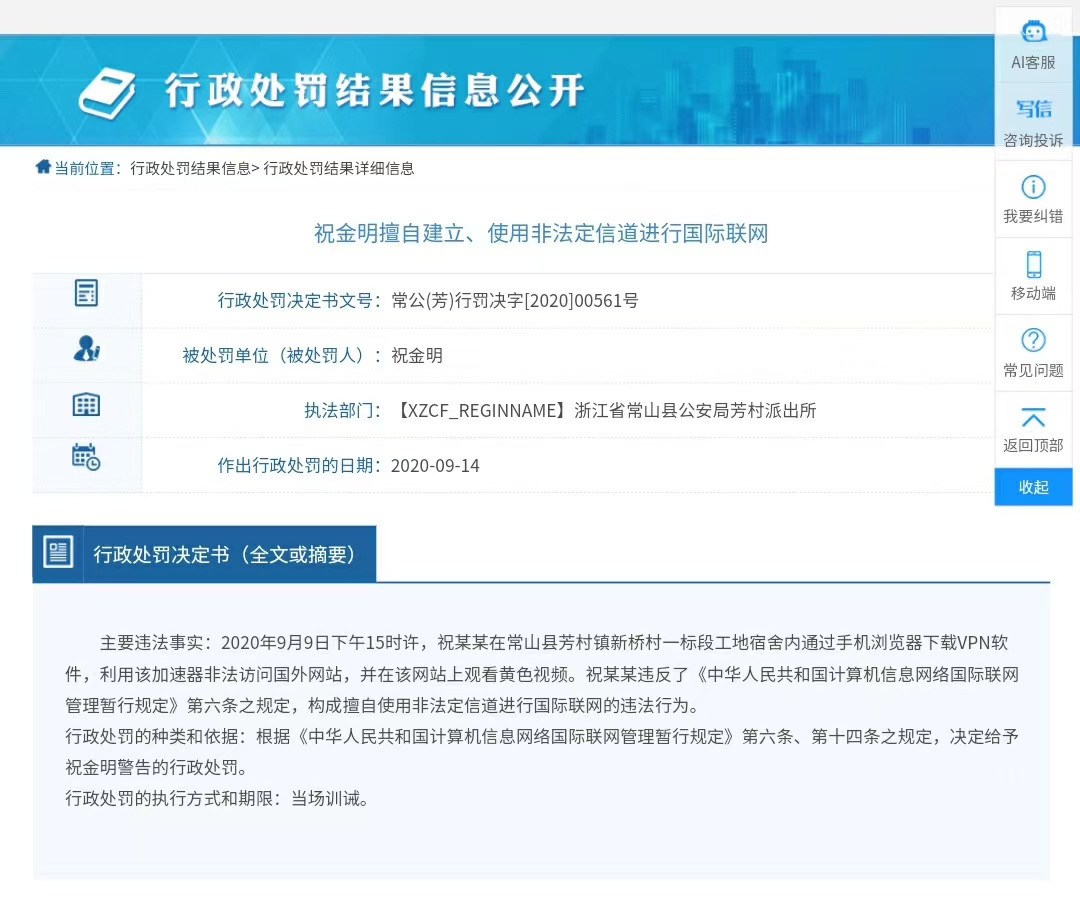 行政处罚结果信息公开
AI客服
写信
咨询投诉
我要纠错
移动端
常见问题
返回顶部
收起
当前位置：行政处罚结果信息> 行政处罚结果详细信息
祝金明擅自建立、使用非法定信道进行国际联网
行政处罚决定书文号：常公(芳)行罚决字[2020]00561号
被处罚单位（被处罚人）：祝金明
执法部门：【XZCF_REGINNAME】浙江省常山县公安局芳村派出所
作出行政处罚的日期：2020-09-14
行政处罚决定书（全文或摘要）
主要违法事实：2020年9月9日下午15时许，祝某某在常山县芳村镇新桥村一标段工地宿舍内通过手机浏览器下载VPN软
件，利用该加速器非法访问国外网站，并在该网站上观看黄色视频。祝某某违反了《中华人民共和国计算机信息网络国际联网
管理暂行规定》第六条之规定，构成擅自使用非法定信道进行国际联网的违法行为。
行政处罚的种类和依据：根据《中华人民共和国计算机信息网络国际联网管理暂行规定》第六条、第十四条之规定，决定给予
祝金明警告的行政处罚。
行政处罚的执行方式和期限：当场训诫。